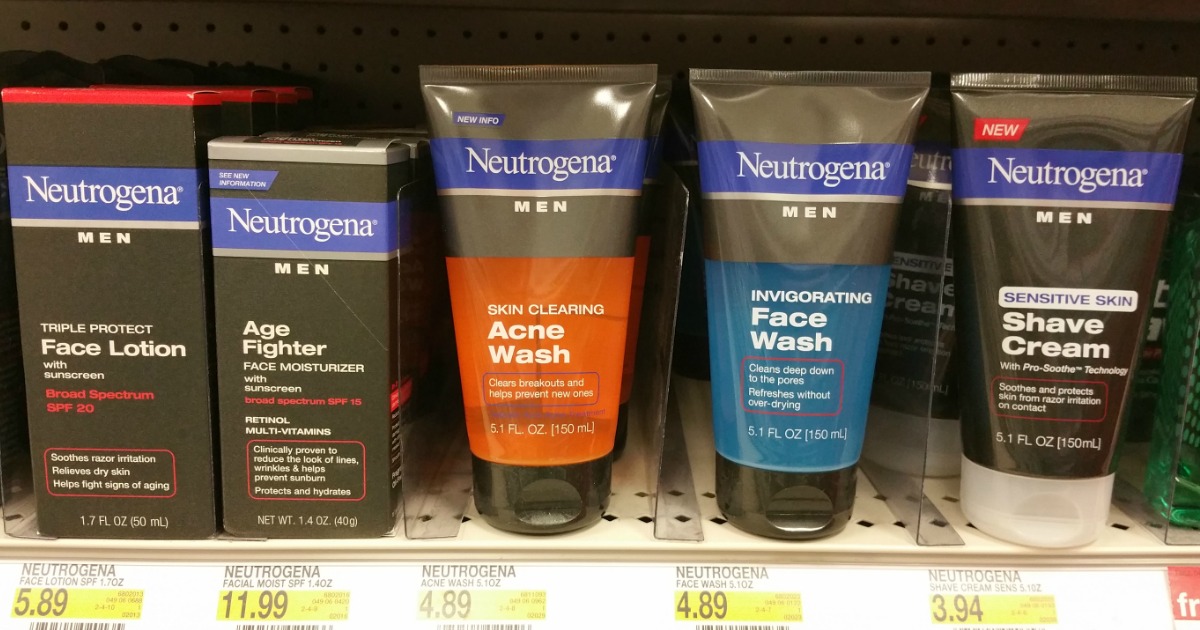 Neutrogena®
MEN
TRIPLE PROTECT
Face Lotion
with
sunscreen
Broad Spectrum
SPF 20
Soothes razor irritation
Relieves dry skin
Helps fight signs of aging
1.7 FL OZ (50 mL)
SEE NEW
INFORMATION
Neutrogena®
MEN
Age
Fighter
FACE MOISTURIZER
with
sunscreen
broad spectrum SPF 15
RETINOL
MULTI-VITAMINS
Clinically proven to
reduce the look of lines,
wrinkles & helps
prevent sunburn
Protects and hydrates
NET WT. 1.4 OZ. (40g)
NEW INFO
Neutrogena®
MEN
SKIN CLEARING
Acne
Wash
Clears breakouts and
helps prevent new ones
5.1 FL. OZ. [150 mL]
Neutrogena®
MEN
INVIGORATING
Face
Wash
Cleans deep down
to the pores
Refreshes without
over-drying
5.1 FL OZ [150 mL]
Shave
Cream
NEW
Neutrogena®
MEN
SENSITIVE SKIN
Shave
Cream
With Pro-Soothe™ Technology
Soothes and protects
skin from razor irritation
on contact
5.1 FL OZ [150mL]
NEUTROGENA
FACE LOTION SPF 1.7OZ
5.89
NEUTROGENA
FACIAL MOIST SPF 1.4OZ
11.99
NEUTROGENA
ACNE WASH 5.1OZ
4.89
NEUTROGENA
FACE WASH 5.1OZ
4.89
NEUTROGENA
SHAVE CREAM SENS 5.1OZ
3.94
fr